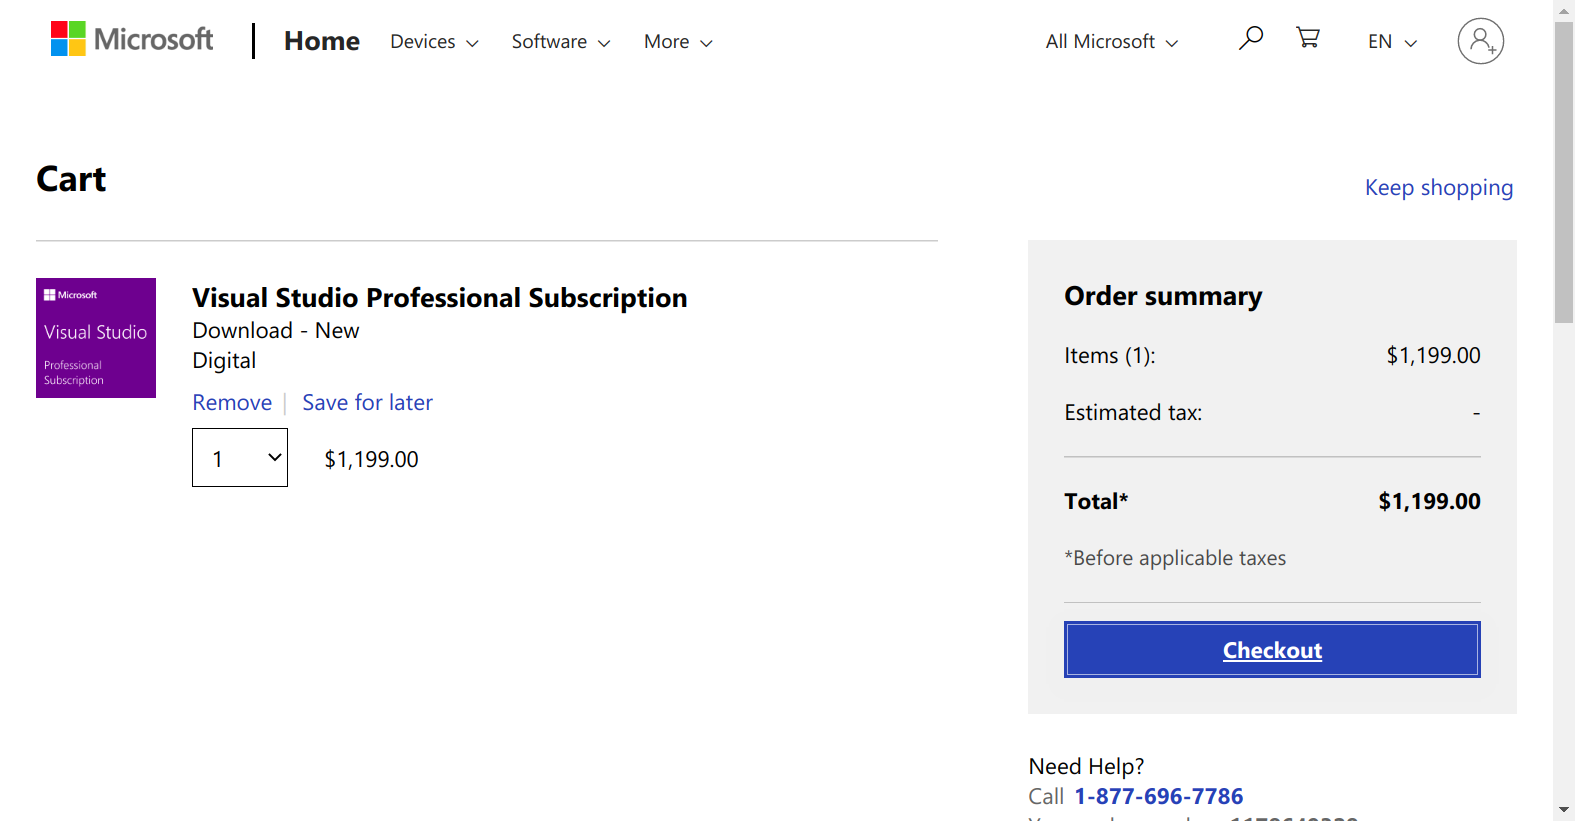 Microsoft
Home
Devices
Software
More
All Microsoft
EN
Cart
Keep shopping
Microsoft
Visual Studio
Professional
Subscription
Visual Studio Professional Subscription
Download - New
Digital
Remove | Save for later
1
$1,199.00
Order summary
Items (1): $1,199.00
Estimated tax: -
Total* $1,199.00
*Before applicable taxes
Checkout
Need Help?
Call 1-877-696-7786